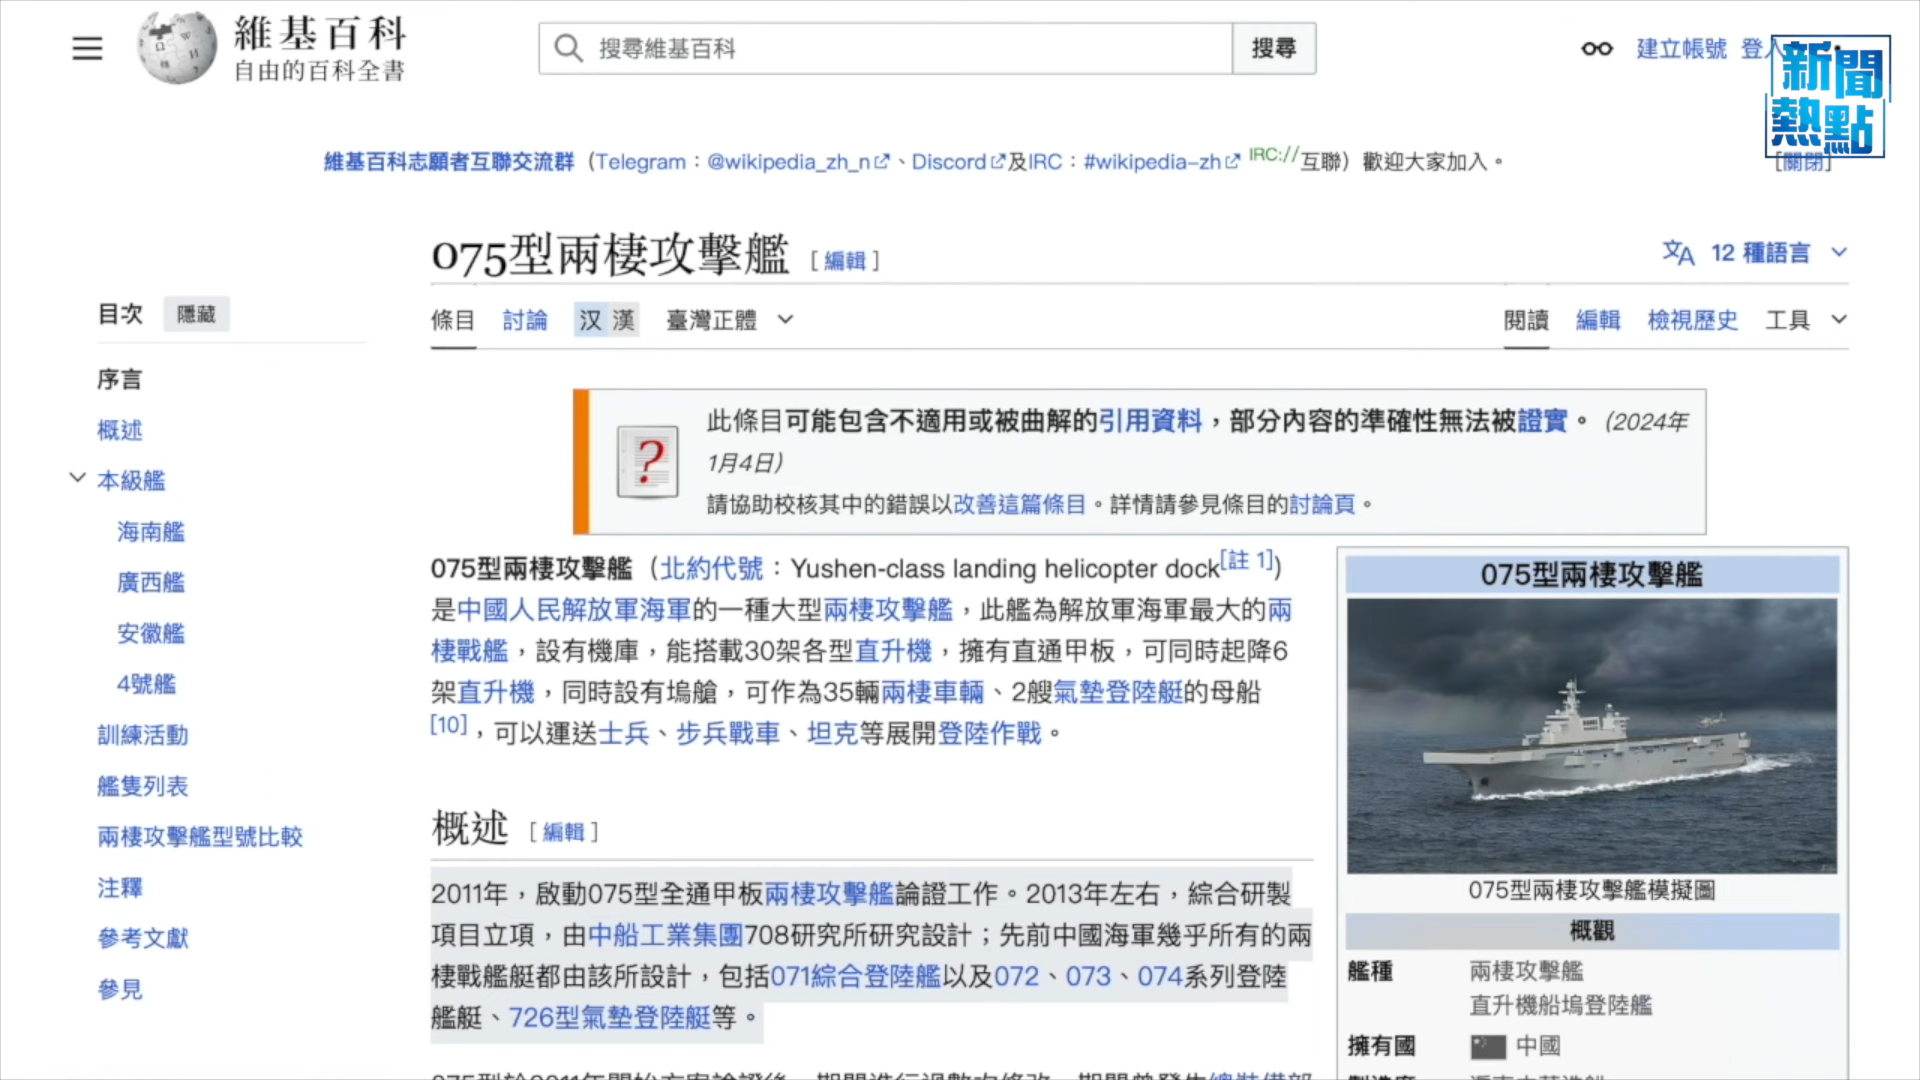 維基百科
自由的百科全書
搜尋維基百科
搜尋
建立帳號 登入
新聞
熱點
維基百科志願者互聯交流群（Telegram：@wikipedia_zh_n、Discord及IRC：#wikipedia-zh IRC://互聯）歡迎大家加入。
[關閉]
075型兩棲攻擊艦 [編輯]
12 種語言
目次 隱藏
條目 討論 汉 漢 臺灣正體
閱讀 編輯 檢視歷史 工具
序言
概述
本級艦
海南艦
廣西艦
安徽艦
4號艦
訓練活動
艦隻列表
兩棲攻擊艦型號比較
注釋
參考文獻
參見
此條目可能包含不適用或被曲解的引用資料，部分內容的準確性無法被證實。 (2024年
1月4日)
請協助校核其中的錯誤以改善這篇條目。詳情請參見條目的討論頁。
075型兩棲攻擊艦（北約代號：Yushen-class landing helicopter dock[註 1]）
是中國人民解放軍海軍的一種大型兩棲攻擊艦，此艦為解放軍海軍最大的兩
棲戰艦，設有機庫，能搭載30架各型直升機，擁有直通甲板，可同時起降6
架直升機，同時設有塢艙，可作為35輛兩棲車輛、2艘氣墊登陸艇的母船
[10]，可以運送士兵、步兵戰車、坦克等展開登陸作戰。
概述 [編輯]
2011年，啟動075型全通甲板兩棲攻擊艦論證工作。2013年左右，綜合研製
項目立項，由中船工業集團708研究所研究設計；先前中國海軍幾乎所有的兩
棲戰艦艇都由該所設計，包括071綜合登陸艦以及072、073、074系列登陸
艦艇、726型氣墊登陸艇等。
075型兩棲攻擊艦
075型兩棲攻擊艦模擬圖
概觀
艦種 兩棲攻擊艦
直升機船塢登陸艦
擁有國 中國